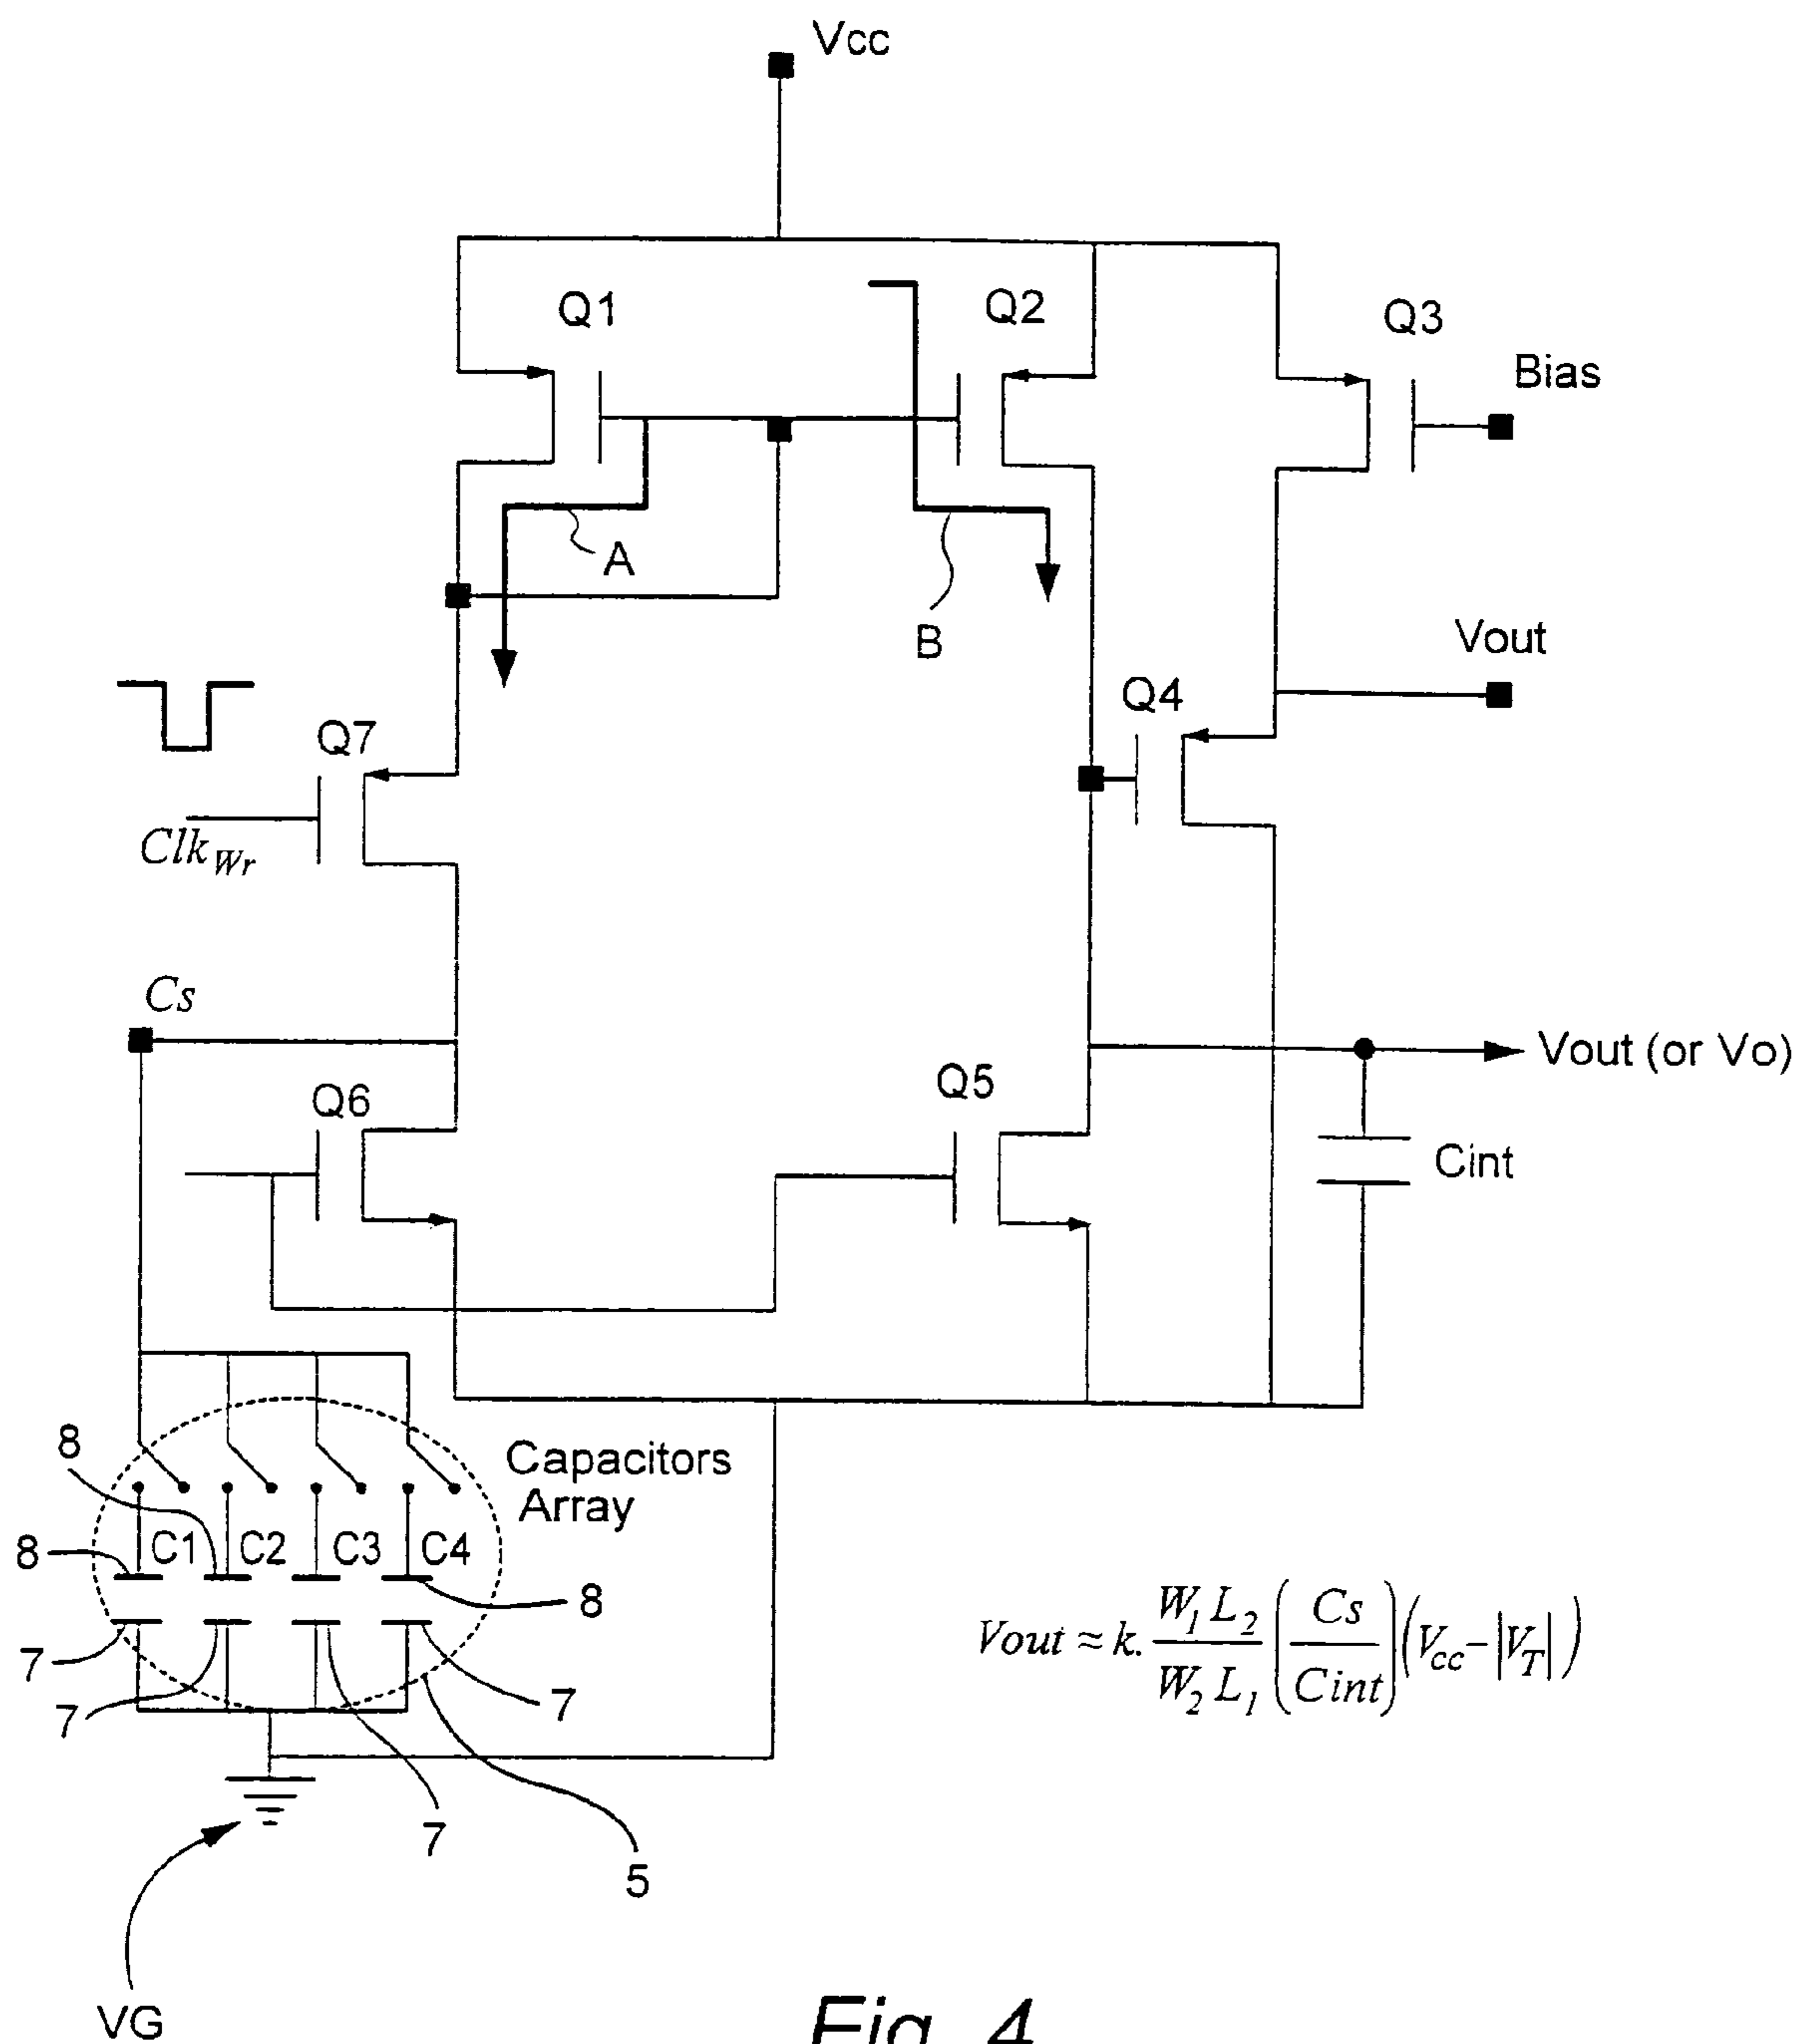 Vcc
Q1
Q2
Q3
Bias
A
B
Vout
Q4
Q7
Clk_Wr
Cs
Vout (or Vo)
Q6
Q5
Cint
Capacitors
Array
8
8
C1
C2
C3
C4
8
7
7
7
7
5
Vout ≈ k. W1 L2 / W2 L1 (Cs / Cint) (Vcc – |VT|)
VG
Fig. 4